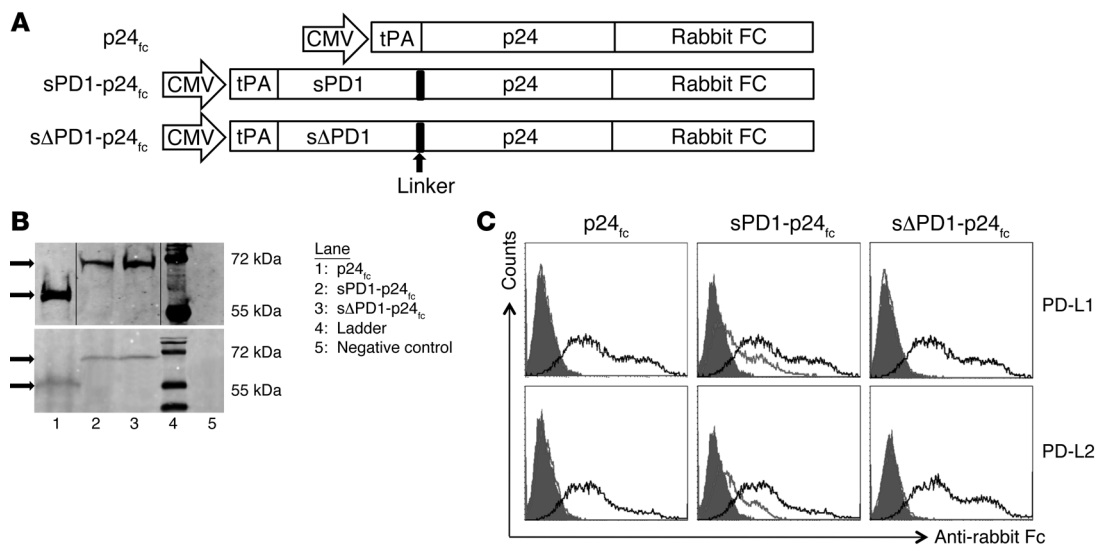 A
p24fc
CMV tPA p24 Rabbit FC
sPD1-p24fc
CMV tPA sPD1 p24 Rabbit FC
sΔPD1-p24fc
CMV tPA sΔPD1 p24 Rabbit FC
Linker
B
72 kDa
55 kDa
72 kDa
55 kDa
1 2 3 4 5
Lane
1: p24fc
2: sPD1-p24fc
3: sΔPD1-p24fc
4: Ladder
5: Negative control
C
p24fc sPD1-p24fc sΔPD1-p24fc
Counts
PD-L1
PD-L2
Anti-rabbit Fc